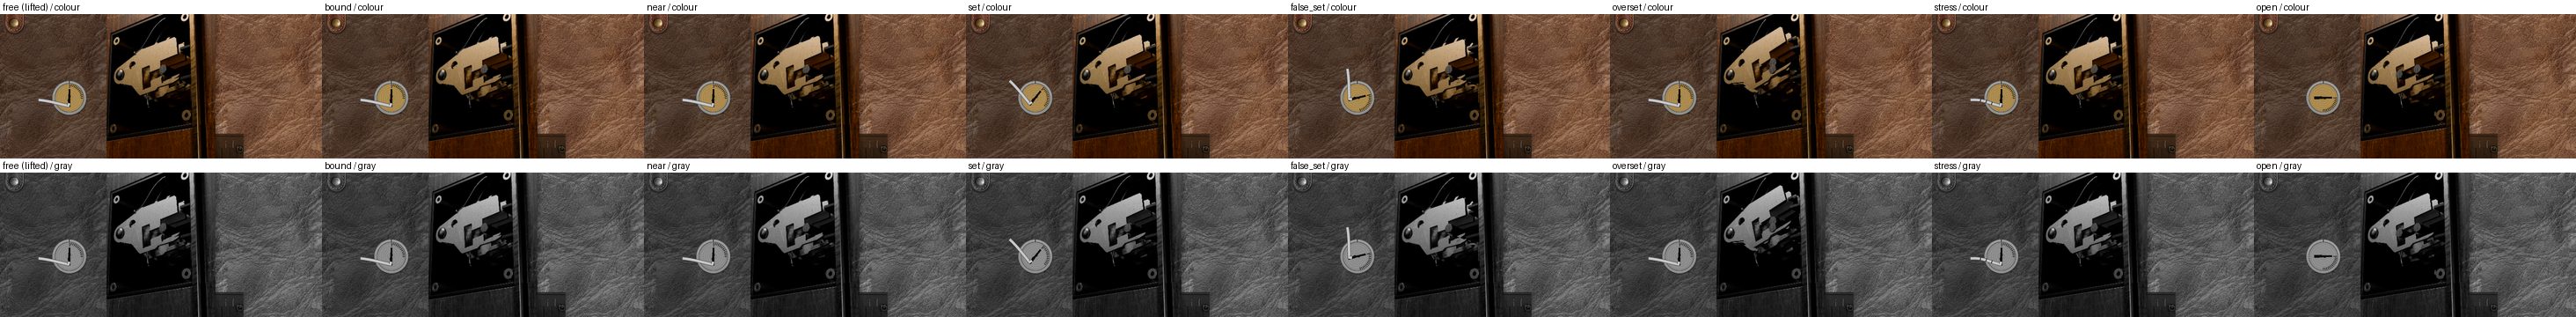 free (lifted) / colour
bound / colour
near / colour
set / colour
false_set / colour
overset / colour
stress / colour
open / colour
free (lifted) / gray
bound / gray
near / gray
set / gray
false_set / gray
overset / gray
stress / gray
open / gray